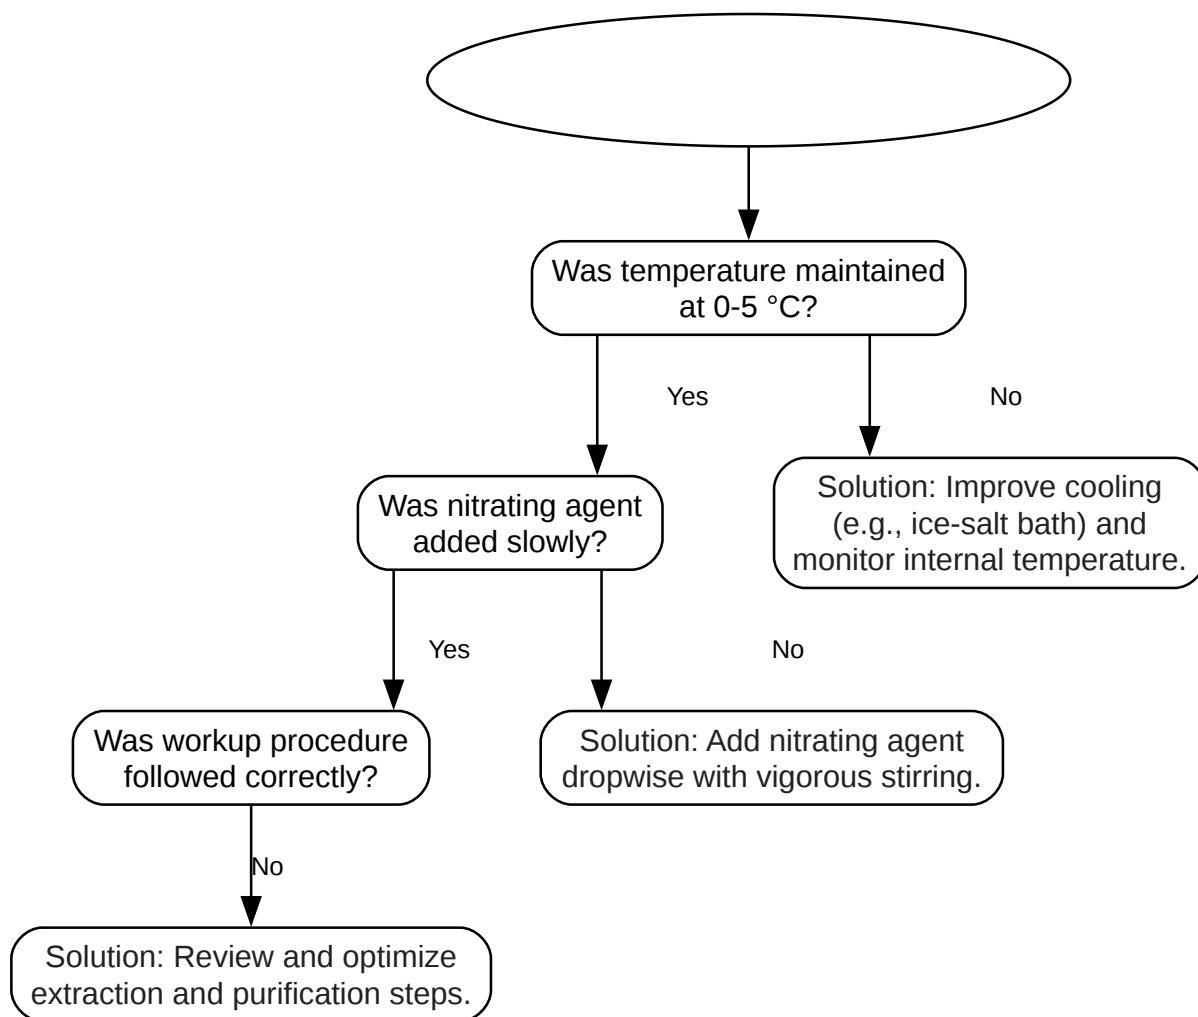 Was temperature maintained
at 0-5 °C?
Yes
No
Was nitrating agent
added slowly?
Solution: Improve cooling
(e.g., ice-salt bath) and
monitor internal temperature.
Yes
No
Was workup procedure
followed correctly?
Solution: Add nitrating agent
dropwise with vigorous stirring.
No
Solution: Review and optimize
extraction and purification steps.